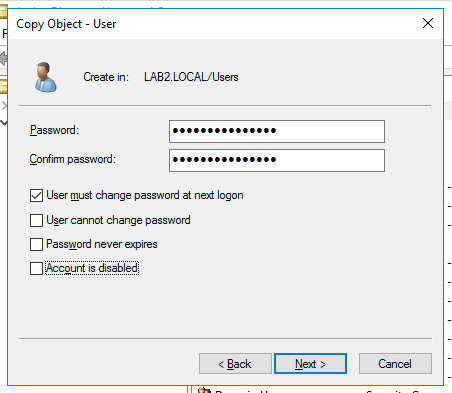 Copy Object - User
Create in: LAB2.LOCAL/Users
Password: ●●●●●●●●●●●●●●●
Confirm password: ●●●●●●●●●●●●●●●
User must change password at next logon
User cannot change password
Password never expires
Account is disabled
< Back Next > Cancel